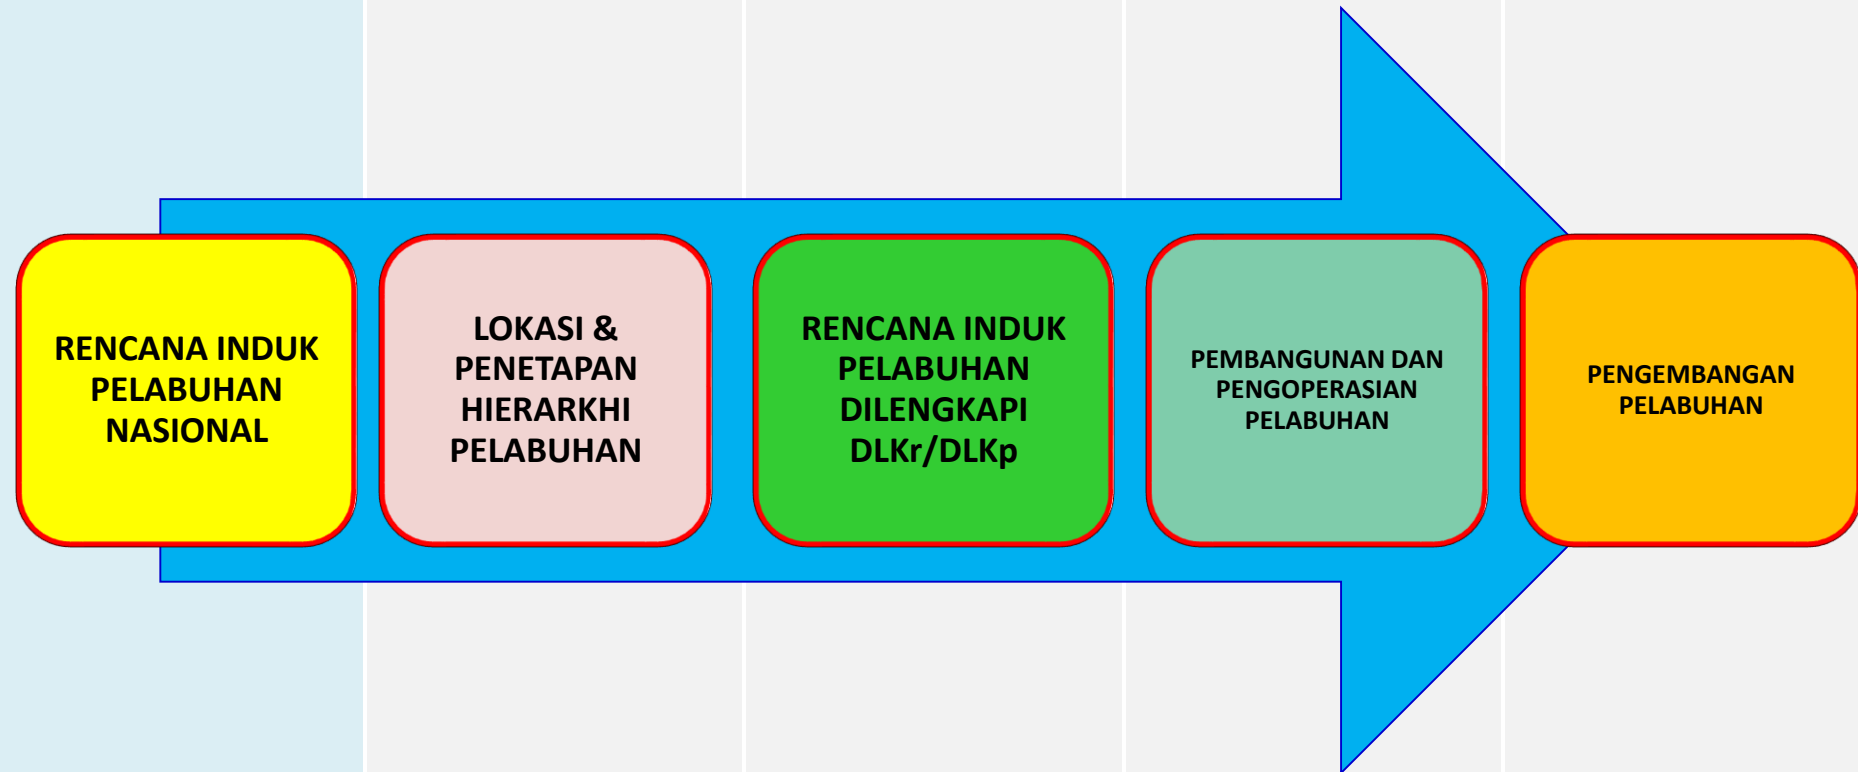 RENCANA INDUK
PELABUHAN
NASIONAL
LOKASI &
PENETAPAN
HIERARKHI
PELABUHAN
RENCANA INDUK
PELABUHAN
DILENGKAPI
DLKr/DLKp
PEMBANGUNAN DAN
PENGOPERASIAN
PELABUHAN
PENGEMBANGAN
PELABUHAN